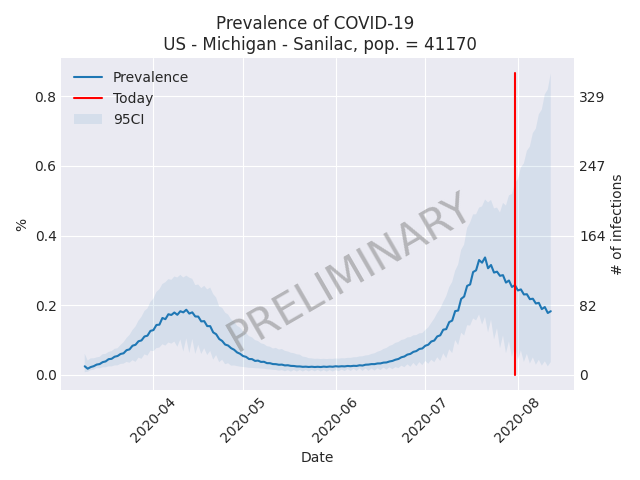 Prevalence of COVID-19
US - Michigan - Sanilac, pop. = 41170
Prevalence
Today
95CI
PRELIMINARY
%
0.8
0.6
0.4
0.2
0.0
329
247
164
82
0
# of infections
2020-04
2020-05
2020-06
2020-07
2020-08
Date